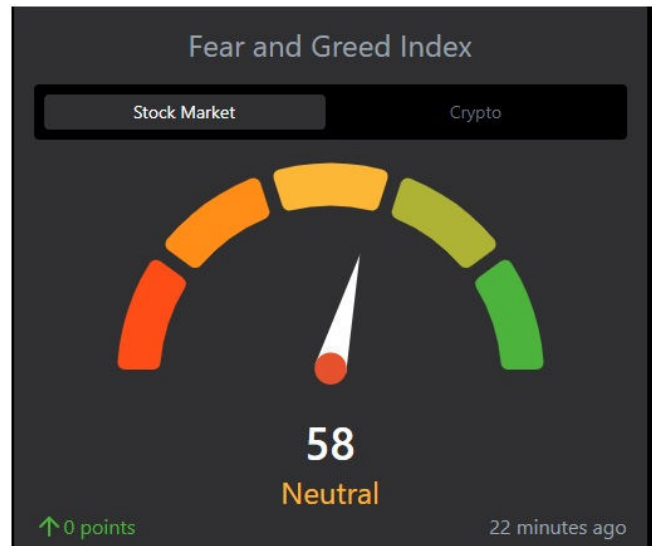 Fear and Greed Index
Stock Market Crypto
58
Neutral
↑ 0 points 22 minutes ago